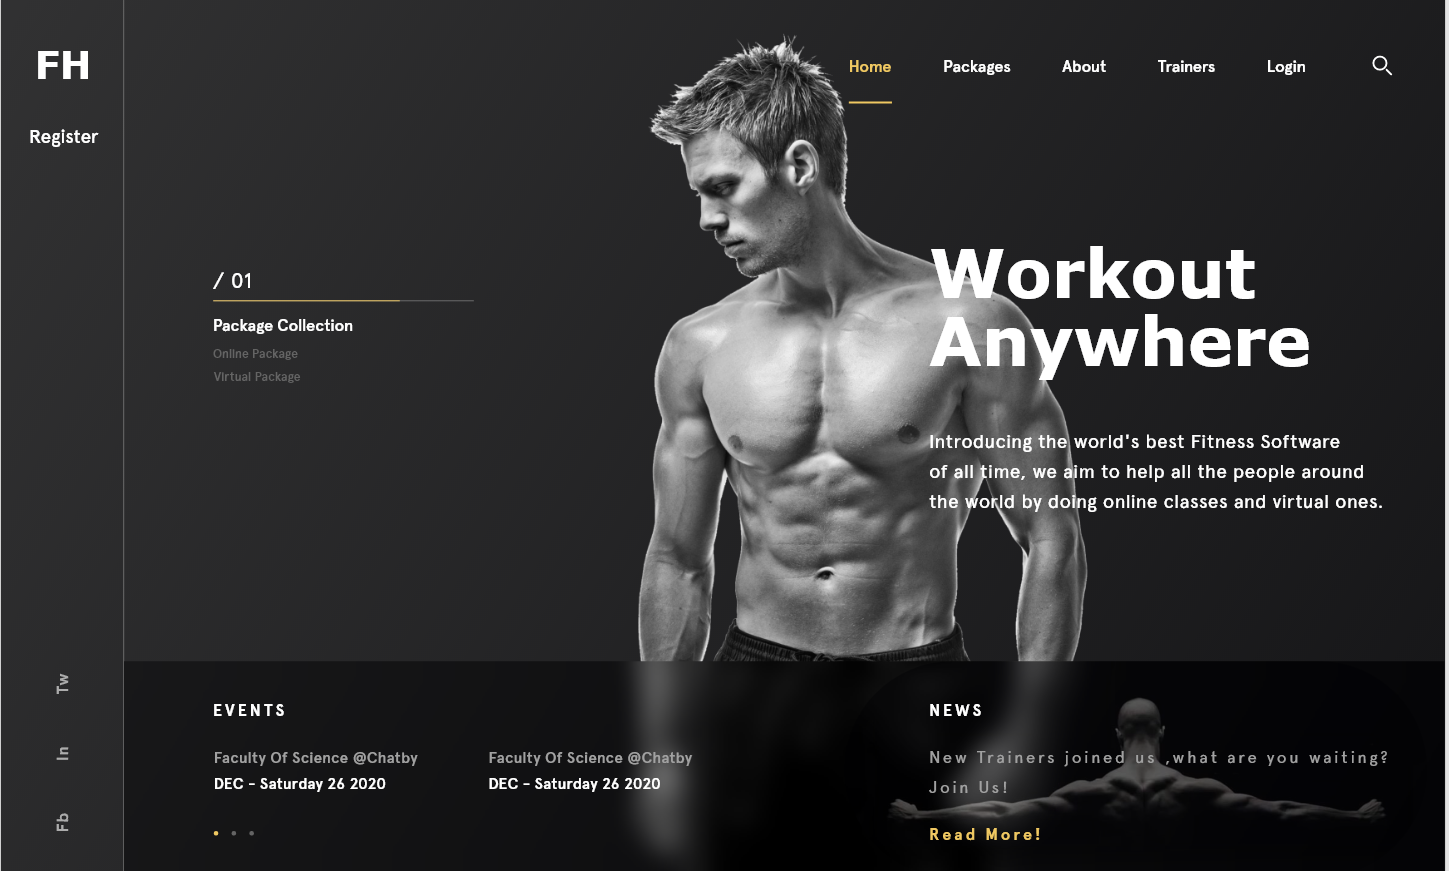 FH
Register
Home
Packages
About
Trainers
Login
/ 01
Package Collection
Online Package
Virtual Package
Workout
Anywhere
Introducing the world's best Fitness Software
of all time, we aim to help all the people around
the world by doing online classes and virtual ones.
Tw
In
Fb
EVENTS
Faculty Of Science @Chatby
DEC - Saturday 26 2020
Faculty Of Science @Chatby
DEC - Saturday 26 2020
NEWS
New Trainers joined us ,what are you waiting?
Join Us!
Read More!